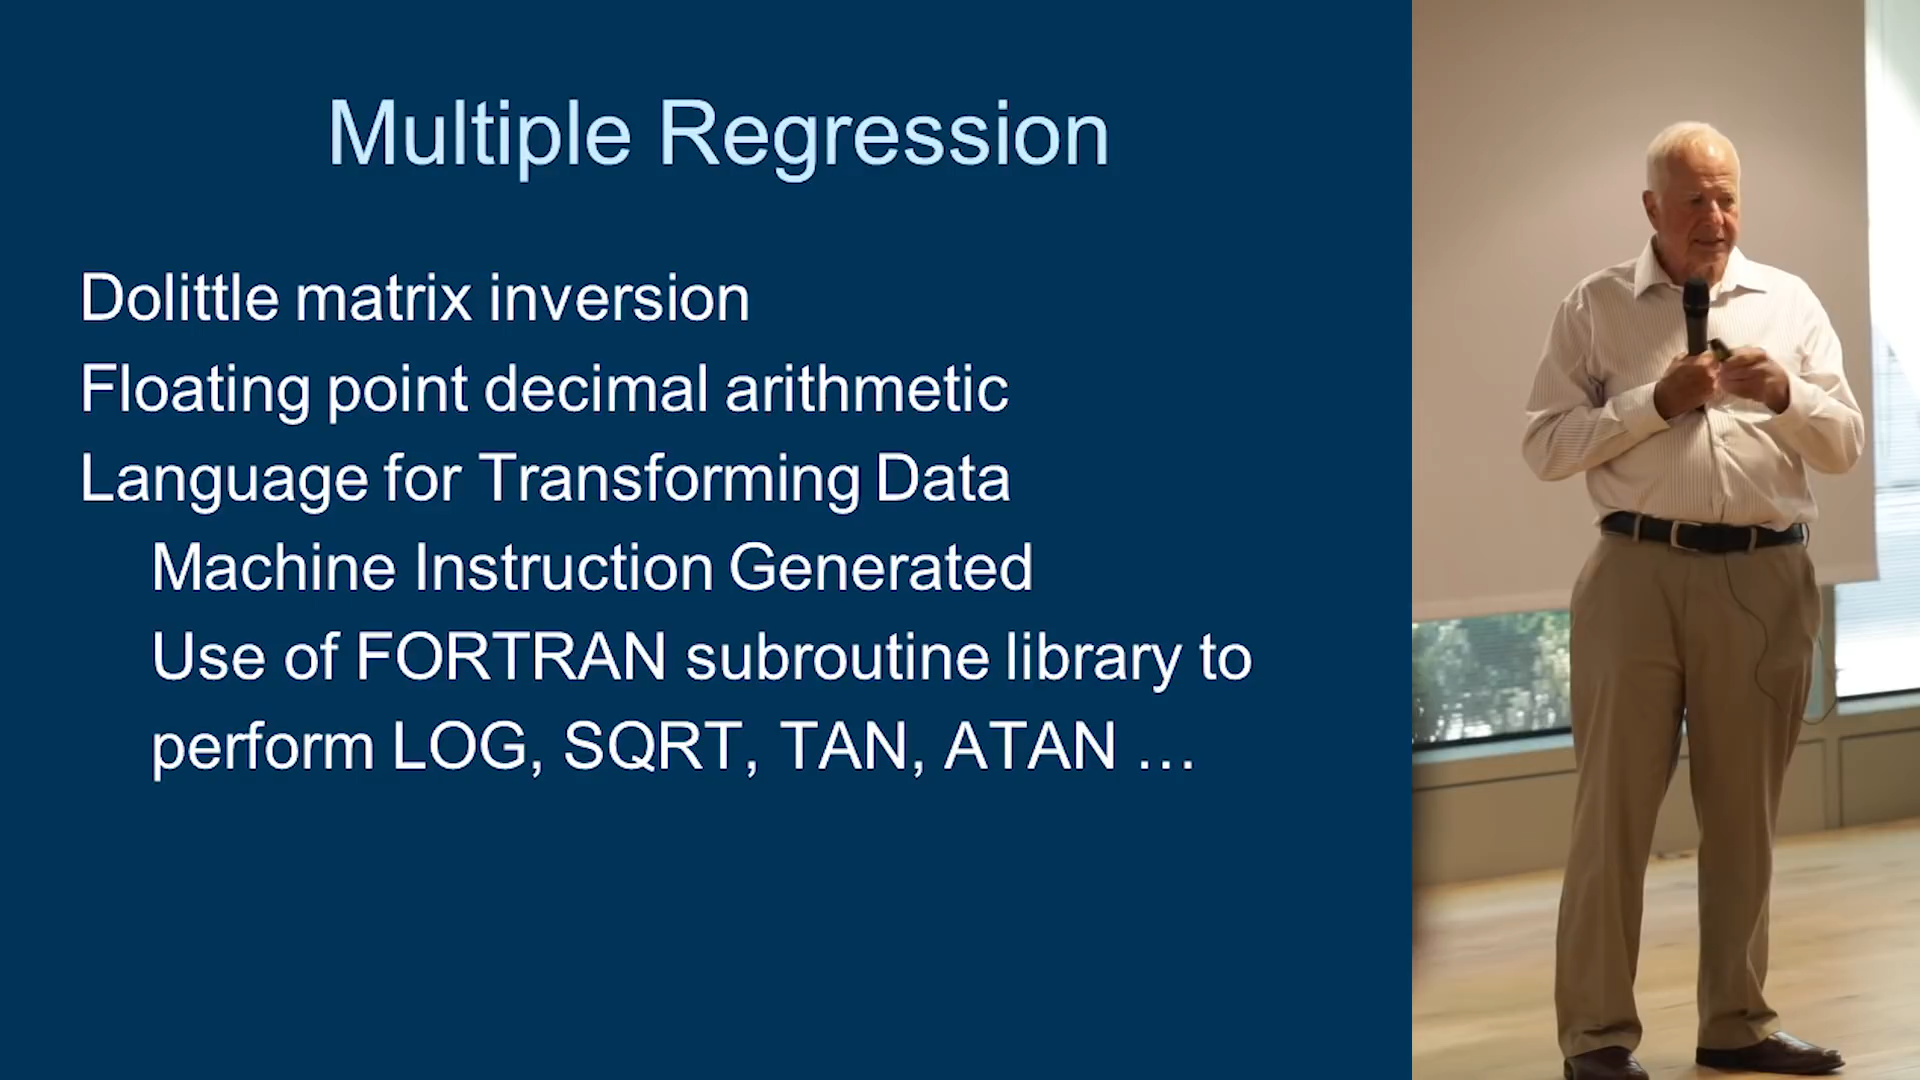 Multiple Regression
Dolittle matrix inversion
Floating point decimal arithmetic
Language for Transforming Data
Machine Instruction Generated
Use of FORTRAN subroutine library to
perform LOG, SQRT, TAN, ATAN …